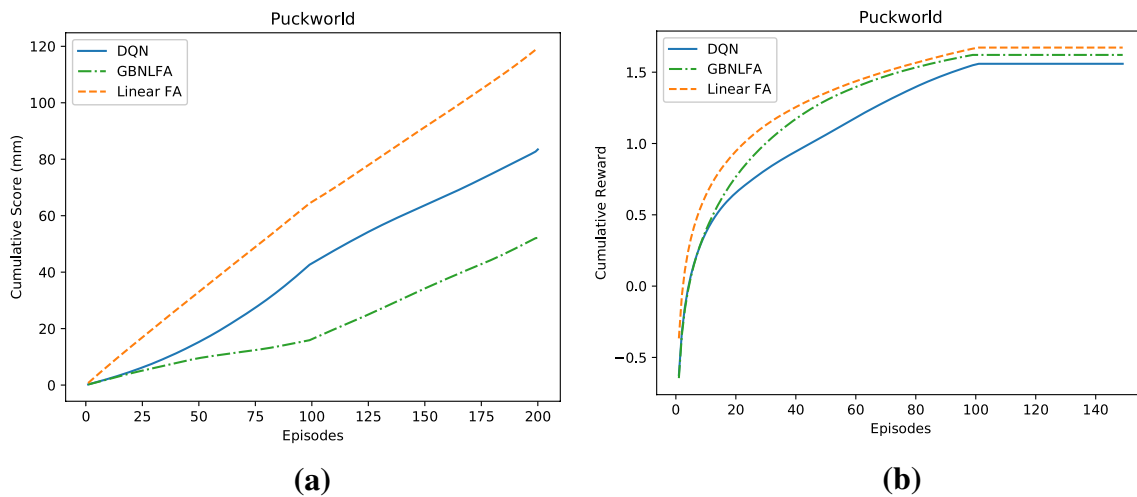 Puckworld
DQN
GBNLFA
Linear FA
Cumulative Score (mm)
120
100
80
60
40
20
0
0 25 50 75 100 125 150 175 200
Episodes
(a)
Puckworld
DQN
GBNLFA
Linear FA
Cumulative Reward
1.5
1.0
0.5
0.0
−0.5
0 20 40 60 80 100 120 140
Episodes
(b)